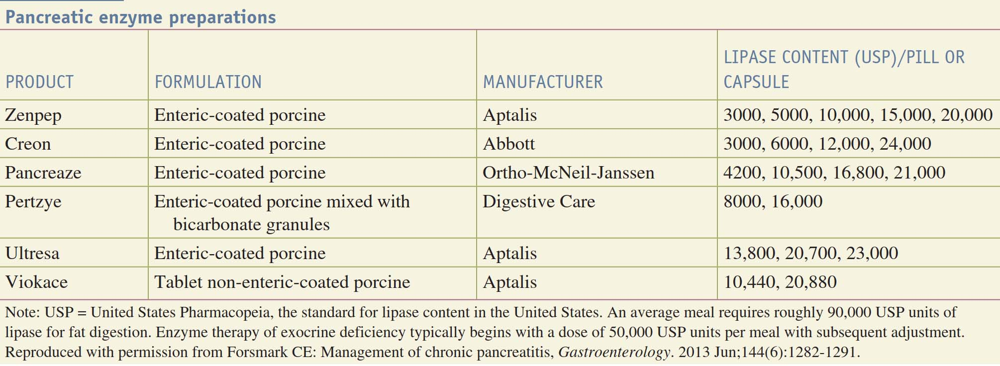 Pancreatic enzyme preparations
PRODUCT FORMULATION MANUFACTURER LIPASE CONTENT (USP)/PILL OR
CAPSULE
Zenpep Enteric-coated porcine Aptalis 3000, 5000, 10,000, 15,000, 20,000
Creon Enteric-coated porcine Abbott 3000, 6000, 12,000, 24,000
Pancreaze Enteric-coated porcine Ortho-McNeil-Janssen 4200, 10,500, 16,800, 21,000
Pertzye Enteric-coated porcine mixed with Digestive Care 8000, 16,000
bicarbonate granules
Ultresa Enteric-coated porcine Aptalis 13,800, 20,700, 23,000
Viokace Tablet non-enteric-coated porcine Aptalis 10,440, 20,880
Note: USP = United States Pharmacopeia, the standard for lipase content in the United States. An average meal requires roughly 90,000 USP units of
lipase for fat digestion. Enzyme therapy of exocrine deficiency typically begins with a dose of 50,000 USP units per meal with subsequent adjustment.
Reproduced with permission from Forsmark CE: Management of chronic pancreatitis, Gastroenterology. 2013 Jun;144(6):1282-1291.